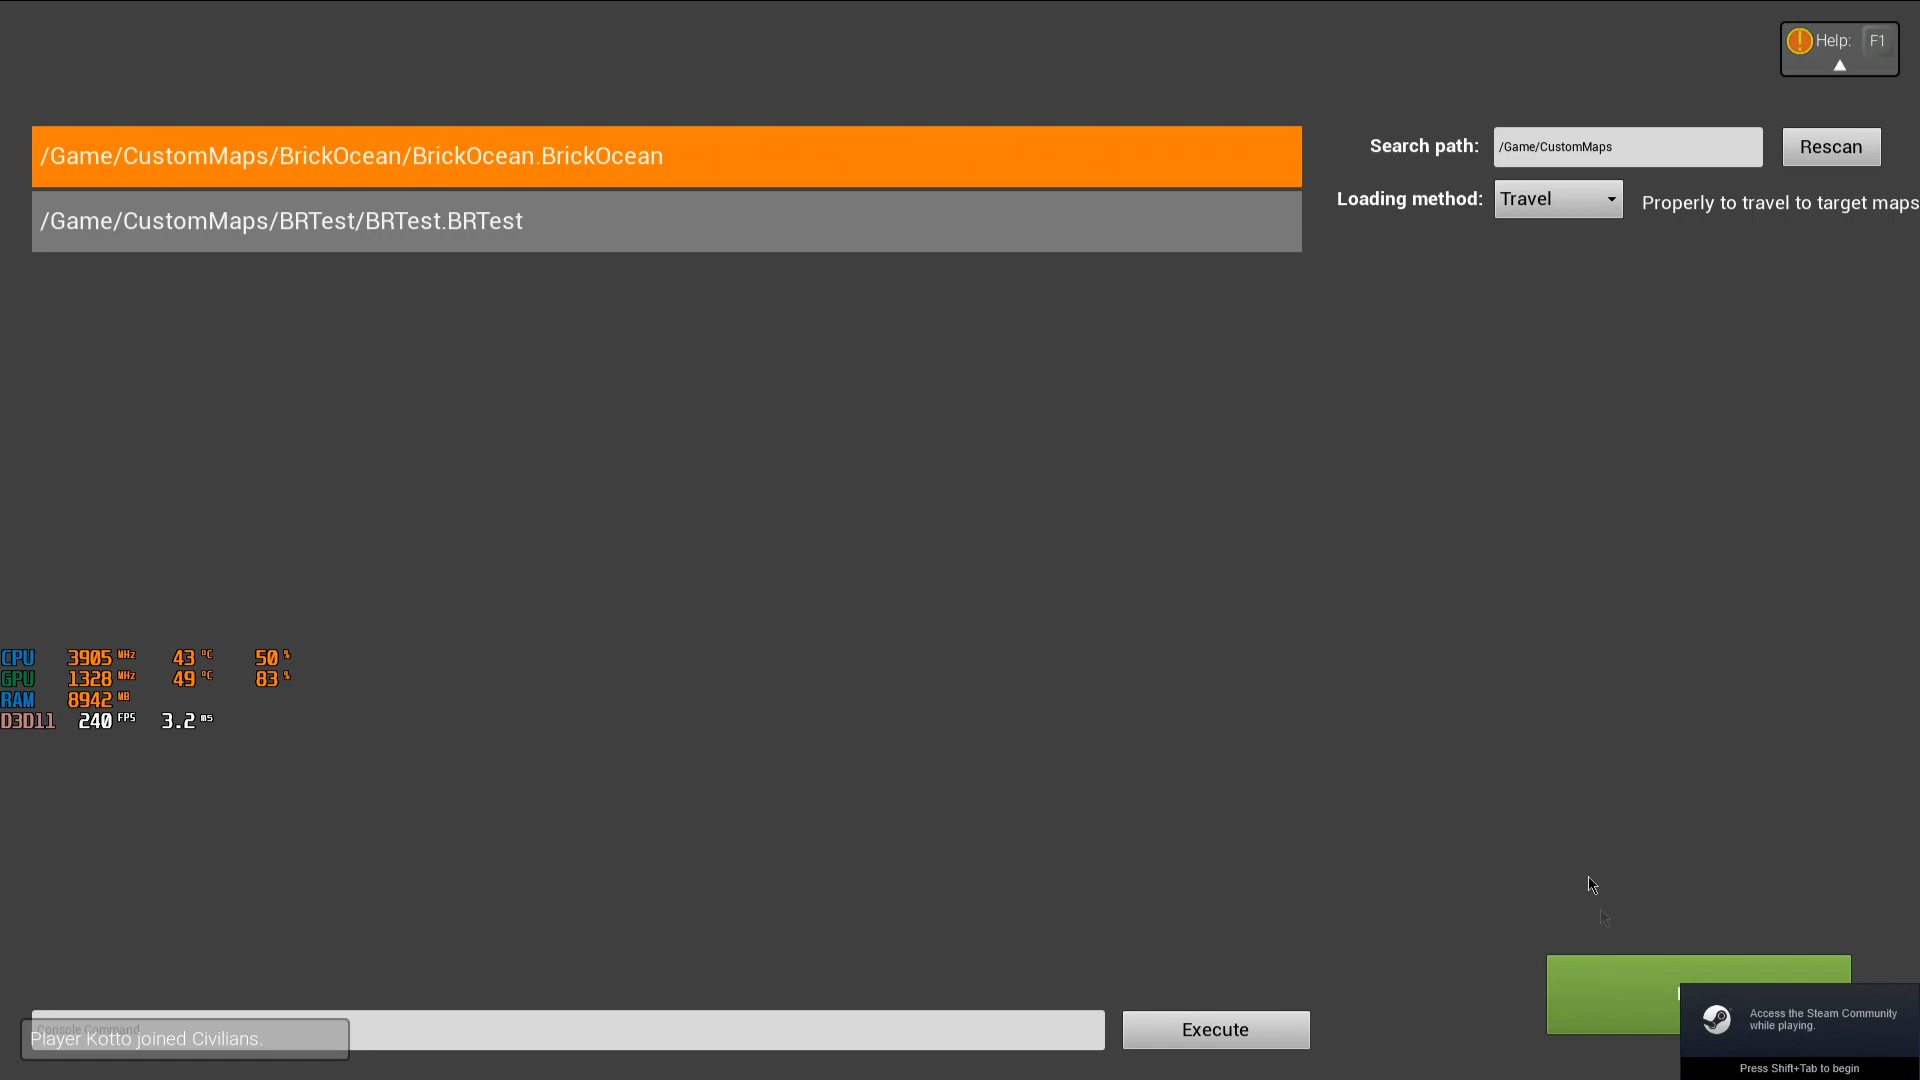 Help: F1
/Game/CustomMaps/BrickOcean/BrickOcean.BrickOcean
/Game/CustomMaps/BRTest/BRTest.BRTest
Search path: /Game/CustomMaps Rescan
Loading method: Travel Properly to travel to target maps
CPU 3905 MHz 43 °C 50 %
GPU 1328 MHz 49 °C 83 %
RAM 8942 MB
D3D11 240 FPS 3.2 ms
Console Command
Player Kotto joined Civilians.
Execute
Access the Steam Community
while playing.
Press Shift+Tab to begin